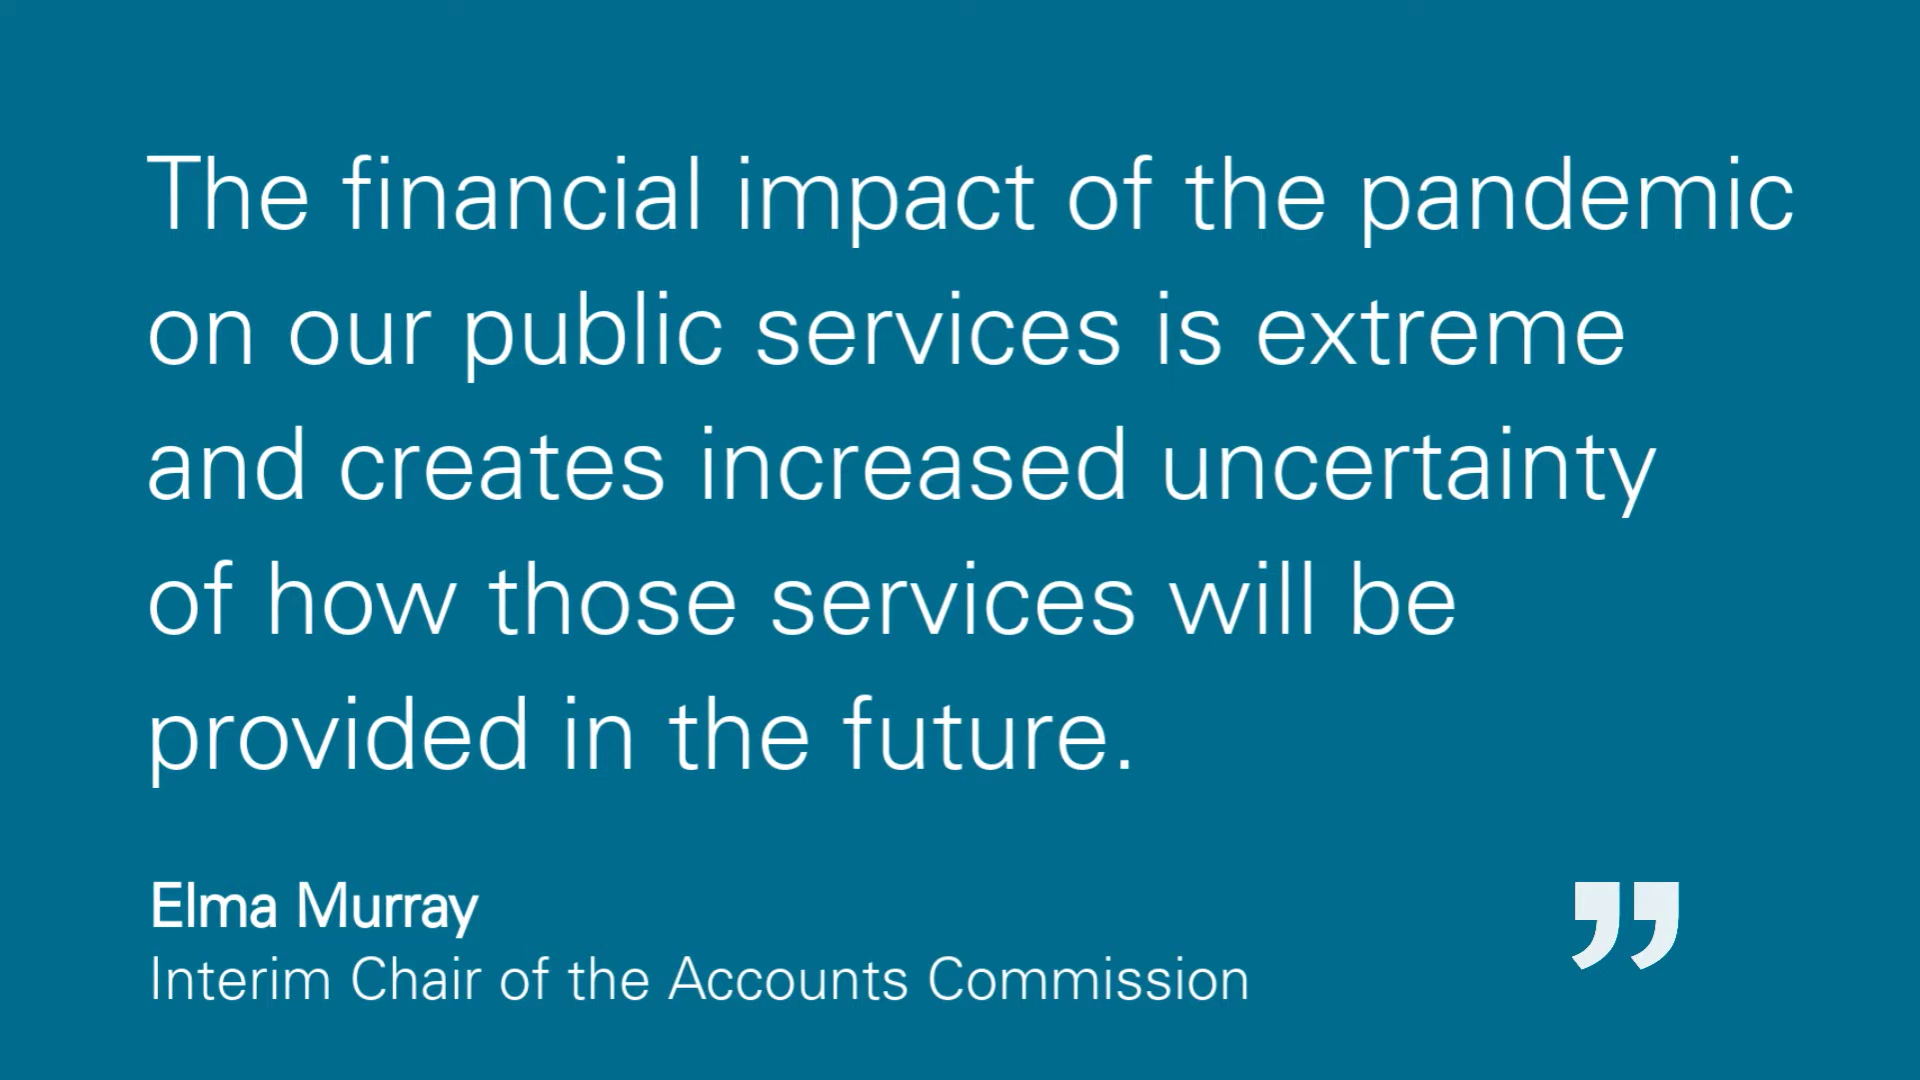 The financial impact of the pandemic
on our public services is extreme
and creates increased uncertainty
of how those services will be
provided in the future.
Elma Murray
Interim Chair of the Accounts Commission
”